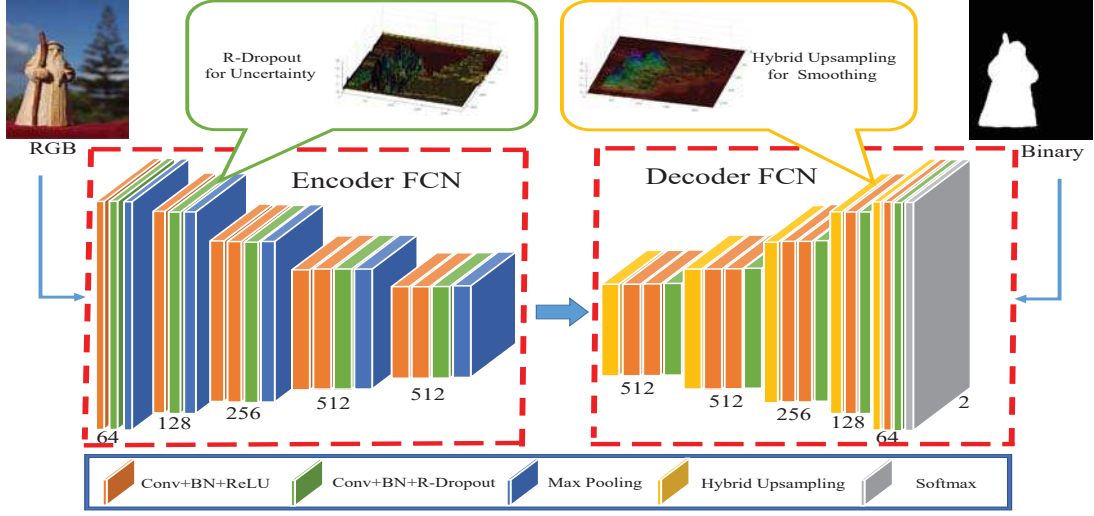 R-Dropout
for Uncertainty
Hybrid Upsampling
for Smoothing
RGB
Binary
Encoder FCN
Decoder FCN
64
128
256
512
512
512
512
256
128
64
2
Conv+BN+ReLU
Conv+BN+R-Dropout
Max Pooling
Hybrid Upsampling
Softmax